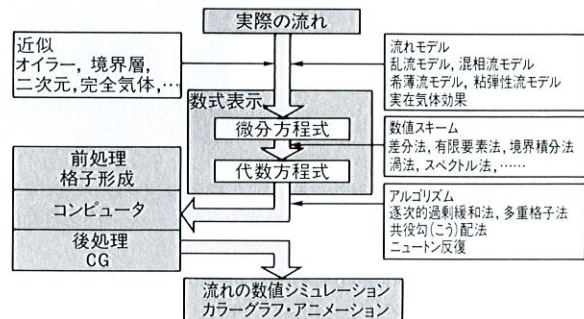 実際の流れ
近似
オイラー, 境界層,
二次元, 完全気体, …
流れモデル
乱流モデル, 混相流モデル
希薄流モデル, 粘弾性流モデル
実在気体効果
数式表示
微分方程式
代数方程式
数値スキーム
差分法, 有限要素法, 境界積分法
渦法, スペクトル法, ……
前処理
格子形成
コンピュータ
後処理
CG
アルゴリズム
逐次的過剰緩和法, 多重格子法
共役勾(こう)配法
ニュートン反復
流れの数値シミュレーション
カラーグラフ・アニメーション